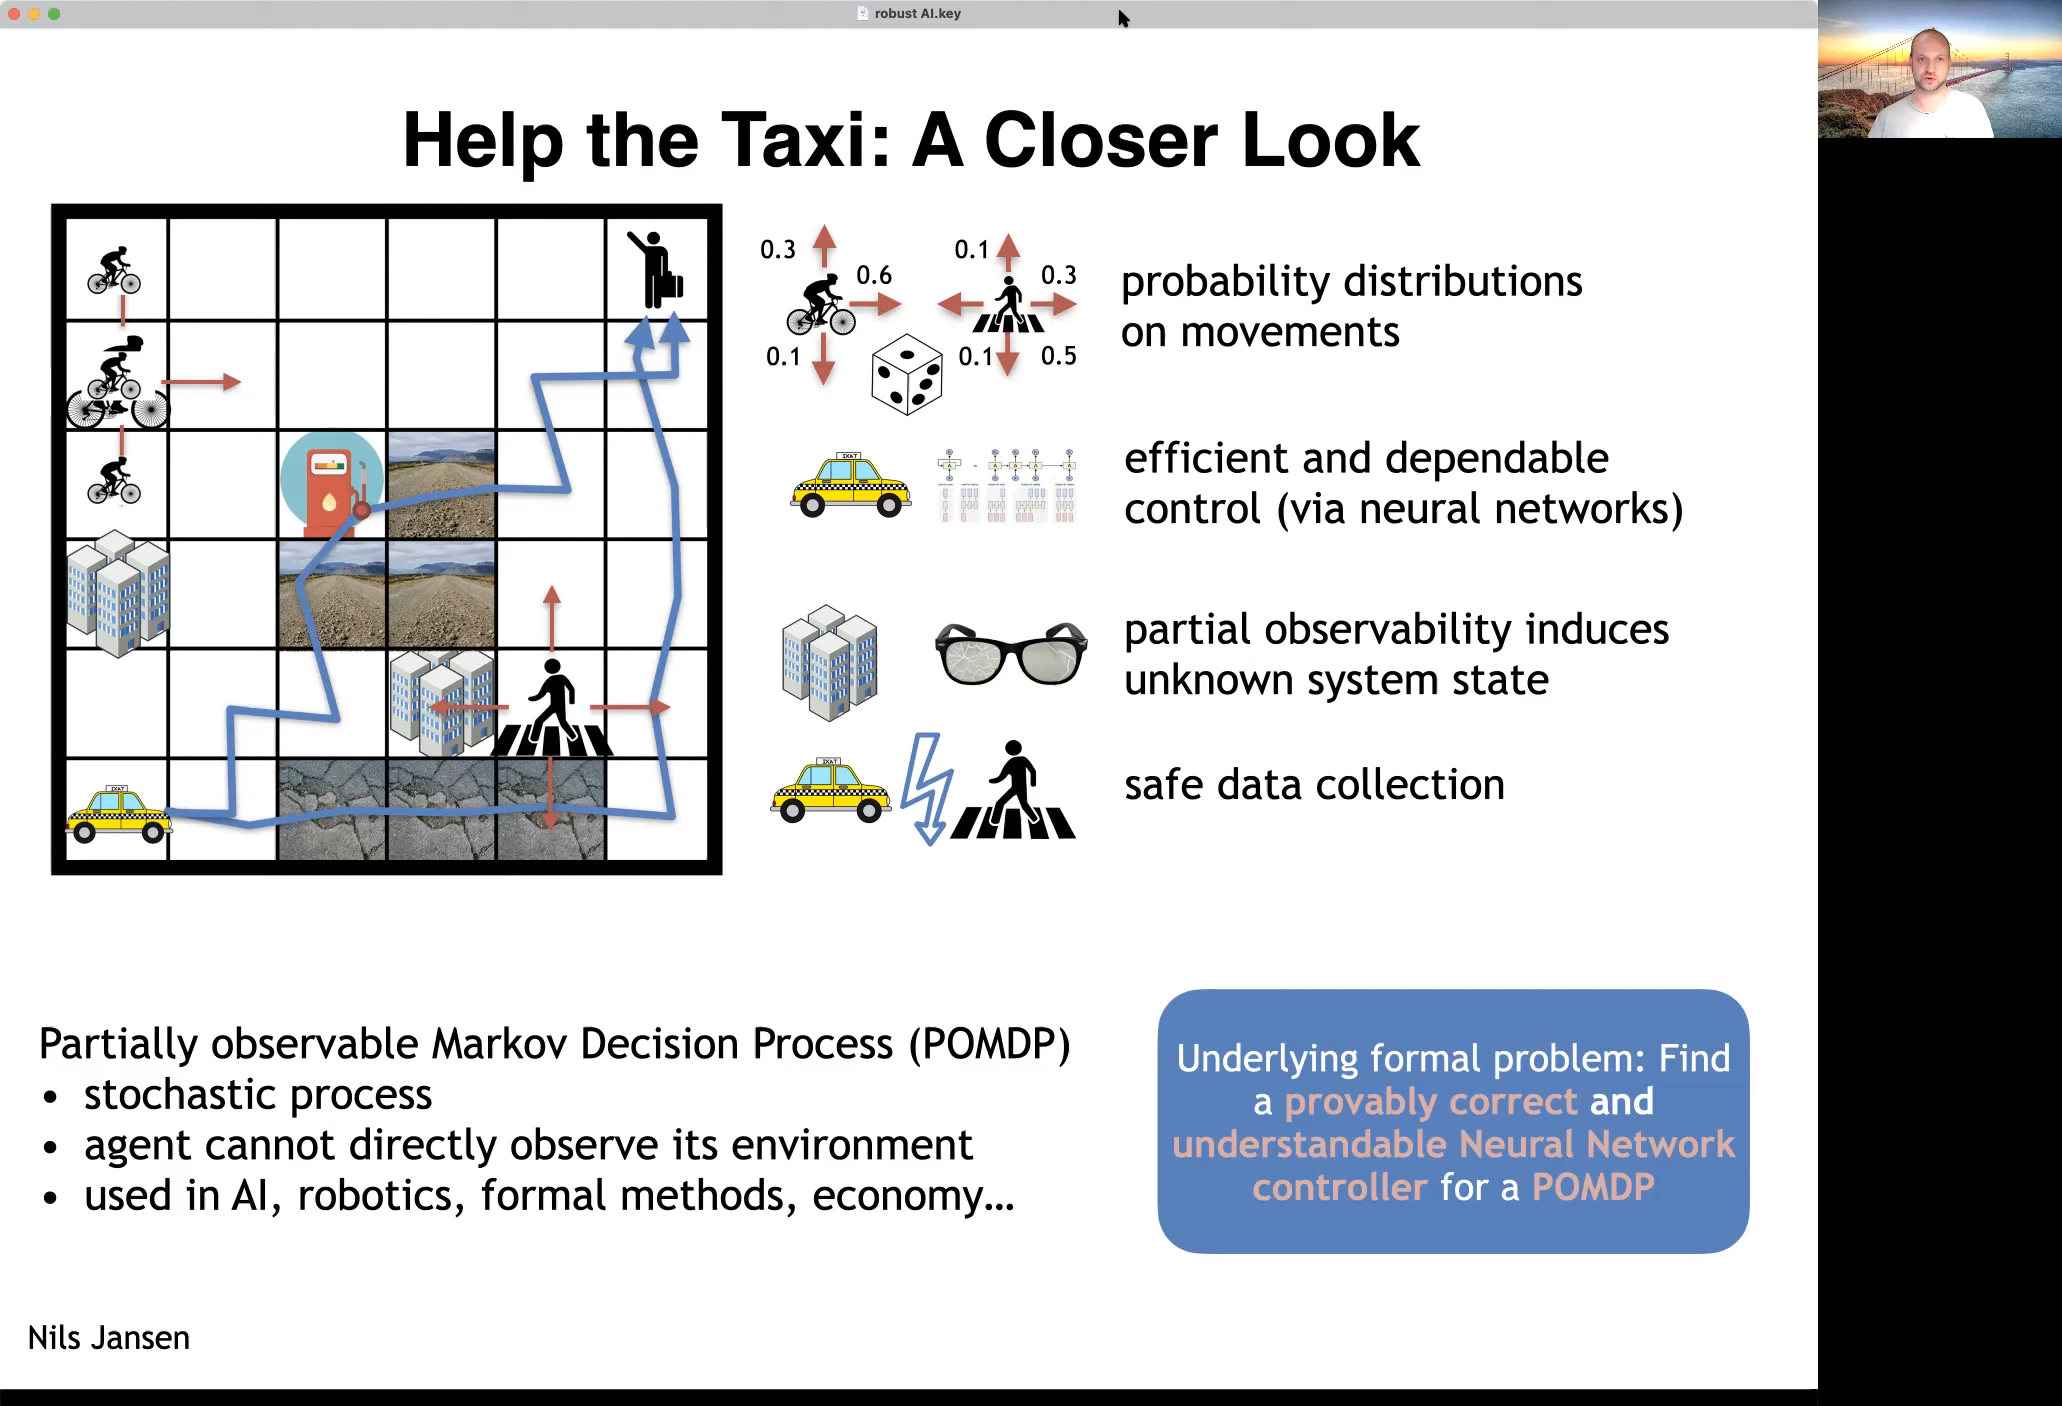 robust AI.key
Help the Taxi: A Closer Look
0.3
0.6
0.1
0.1
0.3
0.1
0.5
probability distributions
on movements
TAXI
efficient and dependable
control (via neural networks)
partial observability induces
unknown system state
TAXI
safe data collection
TAXI
Partially observable Markov Decision Process (POMDP)
• stochastic process
• agent cannot directly observe its environment
• used in AI, robotics, formal methods, economy...
Underlying formal problem: Find
a provably correct and
understandable Neural Network
controller for a POMDP
Nils Jansen